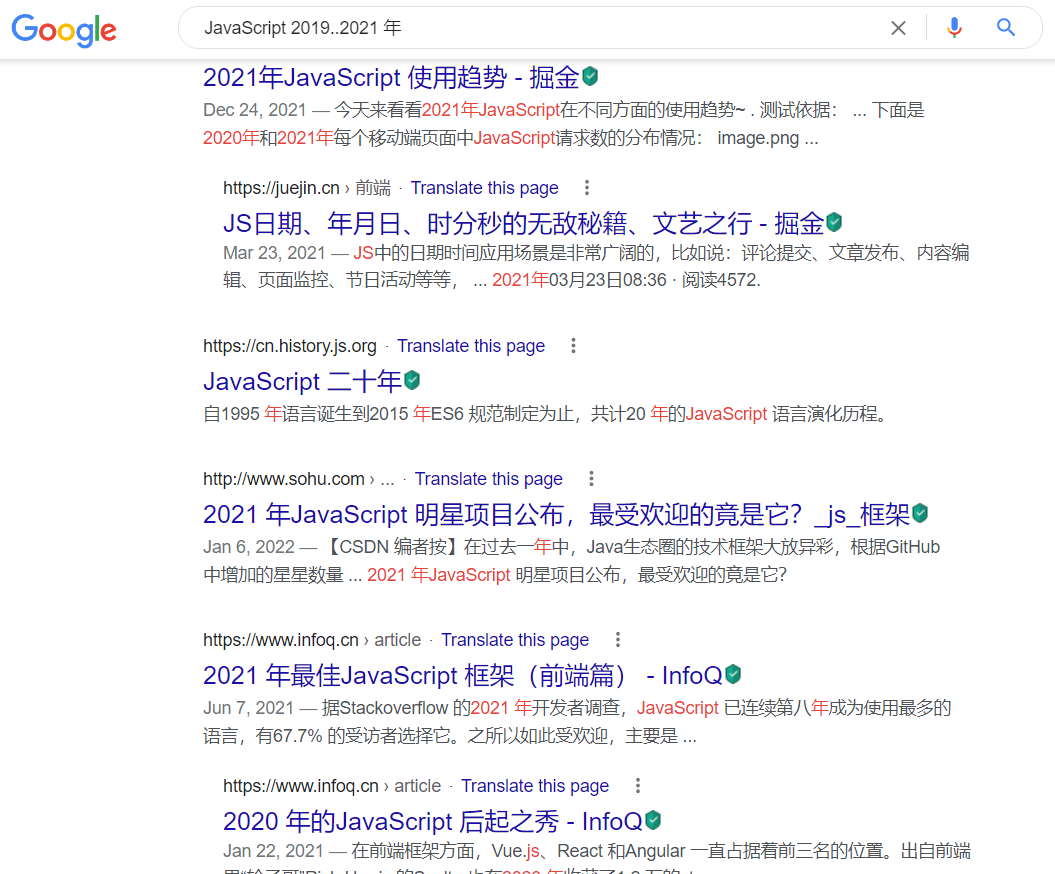 Google
JavaScript 2019..2021 年
2021年JavaScript 使用趋势 - 掘金
Dec 24, 2021 — 今天来看看2021年JavaScript在不同方面的使用趋势~ . 测试依据： ... 下面是
2020年和2021年每个移动端页面中JavaScript请求数的分布情况： image.png ...
https://juejin.cn › 前端 · Translate this page
JS日期、年月日、时分秒的无敌秘籍、文艺之行 - 掘金
Mar 23, 2021 — JS中的日期时间应用场景是非常广阔的，比如说：评论提交、文章发布、内容编
辑、页面监控、节日活动等等， ... 2021年03月23日08:36 · 阅读4572.
https://cn.history.js.org · Translate this page
JavaScript 二十年
自1995 年语言诞生到2015 年ES6 规范制定为止，共计20 年的JavaScript 语言演化历程。
http://www.sohu.com › ... · Translate this page
2021 年JavaScript 明星项目公布，最受欢迎的竟是它？_js_框架
Jan 6, 2022 — 【CSDN 编者按】在过去一年中，Java生态圈的技术框架大放异彩，根据GitHub
中增加的星星数量 ... 2021 年JavaScript 明星项目公布，最受欢迎的竟是它?
https://www.infoq.cn › article · Translate this page
2021 年最佳JavaScript 框架（前端篇） - InfoQ
Jun 7, 2021 — 据Stackoverflow 的2021 年开发者调查，JavaScript 已连续第八年成为使用最多的
语言，有67.7% 的受访者选择它。之所以如此受欢迎，主要是 ...
https://www.infoq.cn › article · Translate this page
2020 年的JavaScript 后起之秀 - InfoQ
Jan 22, 2021 — 在前端框架方面，Vue.js、React 和Angular 一直占据着前三名的位置。出自前端